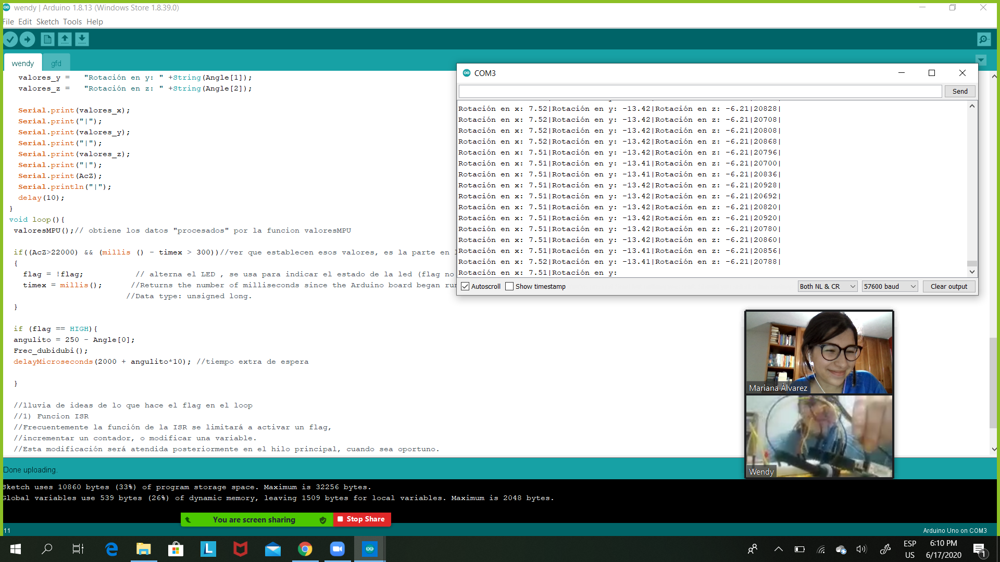 wendy | Arduino 1.8.13 (Windows Store 1.8.39.0)
File Edit Sketch Tools Help
wendy gfd
valores_y = "Rotación en y: " +String(Angle[1]);
valores_z = "Rotación en z: " +String(Angle[2]);
Serial.print(valores_x);
Serial.print("|");
Serial.print(valores_y);
Serial.print("|");
Serial.print(valores_z);
Serial.print("|");
Serial.print(AcZ);
Serial.println("|");
delay(10);
}
void loop(){
valoresMPU();// obtiene los datos "procesados" por la funcion valoresMPU
if((AcZ>22000) && (millis () - timex > 300))//ver que establecen esos valores, es la parte en
{
flag = !flag; // alterna el LED , se usa para indicar el estado de la led (flag no
timex = millis(); //Returns the number of milliseconds since the Arduino board began run
//Data type: unsigned long.
}
if (flag == HIGH){
angulito = 250 - Angle[0];
Frec_dubidubi();
delayMicroseconds(2000 + angulito*10); //tiempo extra de espera
}
//lluvia de ideas de lo que hace el flag en el loop
//1) Funcion ISR
//Frecuentemente la función de la ISR se limitará a activar un flag,
//incrementar un contador, o modificar una variable.
//Esta modificación será atendida posteriormente en el hilo principal, cuando sea oportuno.
COM3
Send
Rotación en x: 7.52|Rotación en y: -13.42|Rotación en z: -6.21|20828|
Rotación en x: 7.52|Rotación en y: -13.42|Rotación en z: -6.21|20708|
Rotación en x: 7.52|Rotación en y: -13.42|Rotación en z: -6.21|20808|
Rotación en x: 7.52|Rotación en y: -13.42|Rotación en z: -6.21|20868|
Rotación en x: 7.51|Rotación en y: -13.42|Rotación en z: -6.21|20796|
Rotación en x: 7.51|Rotación en y: -13.41|Rotación en z: -6.21|20700|
Rotación en x: 7.51|Rotación en y: -13.41|Rotación en z: -6.21|20836|
Rotación en x: 7.51|Rotación en y: -13.42|Rotación en z: -6.21|20928|
Rotación en x: 7.51|Rotación en y: -13.42|Rotación en z: -6.21|20692|
Rotación en x: 7.51|Rotación en y: -13.42|Rotación en z: -6.21|20820|
Rotación en x: 7.51|Rotación en y: -13.42|Rotación en z: -6.21|20920|
Rotación en x: 7.51|Rotación en y: -13.42|Rotación en z: -6.21|20780|
Rotación en x: 7.51|Rotación en y: -13.42|Rotación en z: -6.21|20860|
Rotación en x: 7.51|Rotación en y: -13.41|Rotación en z: -6.21|20856|
Rotación en x: 7.52|Rotación en y: -13.41|Rotación en z: -6.21|20788|
Rotación en x: 7.51|Rotación en y:
Autoscroll Show timestamp Both NL & CR 57600 baud Clear output
Mariana Álvarez
Wendy
Done uploading.
Sketch uses 10860 bytes (33%) of program storage space. Maximum is 32256 bytes.
Global variables use 539 bytes (26%) of dynamic memory, leaving 1509 bytes for local variables. Maximum is 2048 bytes.
You are screen sharing Stop Share
11 Arduino Uno on COM3
ESP 6:10 PM
US 6/17/2020 1